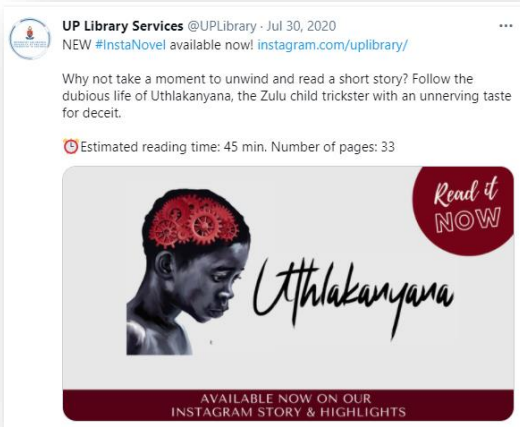 UP Library Services @UPLibrary · Jul 30, 2020
NEW #InstaNovel available now! instagram.com/uplibrary/
Why not take a moment to unwind and read a short story? Follow the
dubious life of Uthlakanyana, the Zulu child trickster with an unnerving taste
for deceit.
⏰Estimated reading time: 45 min. Number of pages: 33
Read it
NOW
Uthlakanyana
AVAILABLE NOW ON OUR
INSTAGRAM STORY & HIGHLIGHTS